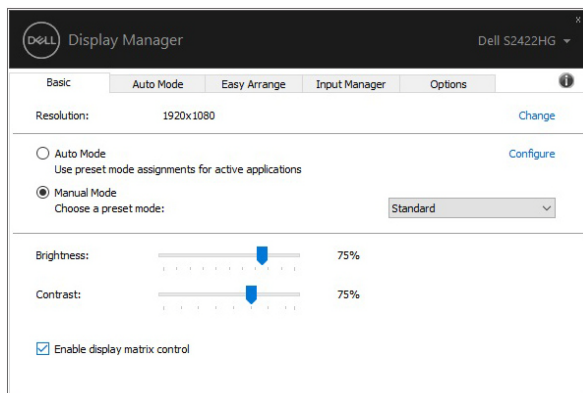 x
DELL Display Manager Dell S2422HG
Basic Auto Mode Easy Arrange Input Manager Options i
Resolution: 1920x1080 Change
Auto Mode Configure
Use preset mode assignments for active applications
Manual Mode
Choose a preset mode: Standard
Brightness: 75%
Contrast: 75%
Enable display matrix control